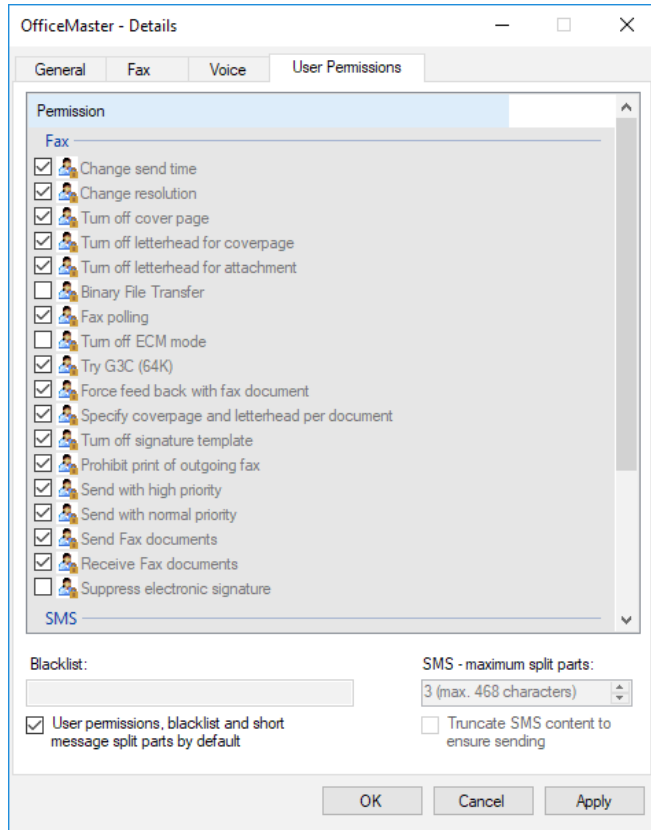 OfficeMaster - Details
General Fax Voice User Permissions
Permission
Fax
Change send time
Change resolution
Turn off cover page
Turn off letterhead for coverpage
Turn off letterhead for attachment
Binary File Transfer
Fax polling
Turn off ECM mode
Try G3C (64K)
Force feed back with fax document
Specify coverpage and letterhead per document
Turn off signature template
Prohibit print of outgoing fax
Send with high priority
Send with normal priority
Send Fax documents
Receive Fax documents
Suppress electronic signature
SMS
Blacklist:
SMS - maximum split parts:
3 (max. 468 characters)
User permissions, blacklist and short
message split parts by default
Truncate SMS content to
ensure sending
OK Cancel Apply